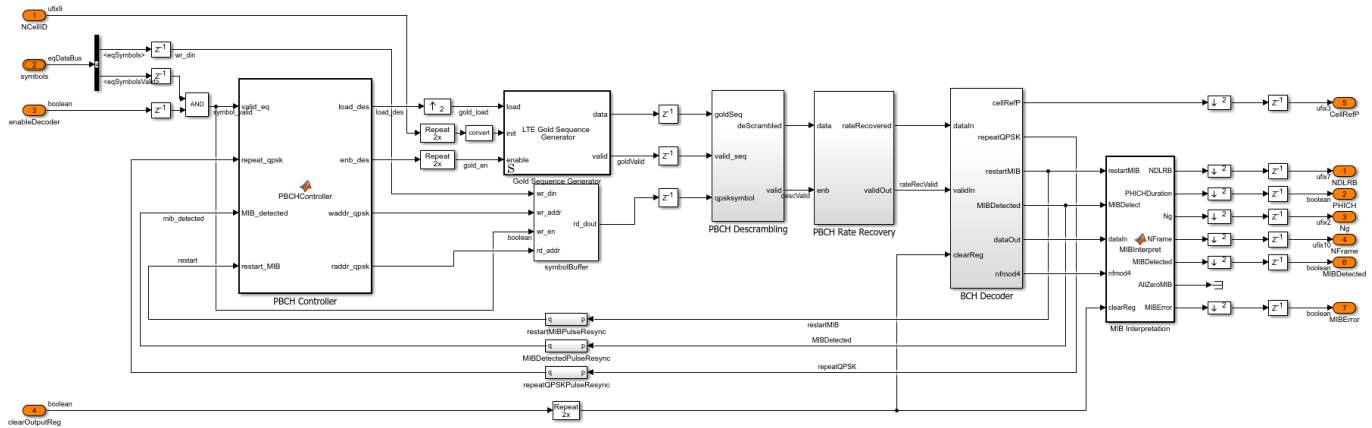 1
ufix9
NCellID
2
eqDataBus
symbols
3
boolean
enableDecoder
<eqSymbols>
Z-1
wr_din
<eqSymbolsValid>
Z-1
Z-1
AND
symbol_valid
valid_eq
repeat_qpsk
MIB_detected
restart_MIB
PBCHController
load_des
enb_des
waddr_qpsk
raddr_qpsk
PBCH Controller
mib_detected
restart
load_des
↑ 2
gold_load
Repeat
2x
convert
Repeat
2x
gold_en
load
init
enable
S
LTE Gold Sequence
Generator
data
valid
Gold Sequence Generator
wr_din
wr_addr
wr_en
rd_addr
rd_dout
boolean
symbolBuffer
Z-1
goldValid
Z-1
Z-1
goldSeq
valid_seq
qpsksymbol
deScrambled
valid
PBCH Descrambling
descValid
data
enb
rateRecovered
validOut
PBCH Rate Recovery
rateRecValid
dataIn
validIn
clearReg
cellRefP
repeatQPSK
restartMIB
MIBDetected
dataOut
nfmod4
BCH Decoder
restartMIB
MIBDetect
dataIn
nfmod4
clearReg
MIBInterpret
NDLRB
PHICHDuration
Ng
NFrame
MIBDetected
AllZeroMIB
MIBError
MIB Interpretation
↓ 2
Z-1
ufix3
5
CellRefP
↓ 2
Z-1
ufix7
1
NDLRB
↓ 2
Z-1
boolean
2
PHICH
↓ 2
Z-1
ufix2
3
Ng
↓ 2
Z-1
ufix10
4
NFrame
↓ 2
Z-1
boolean
6
MIBDetected
↓ 2
Z-1
boolean
7
MIBError
q
p
restartMIBPulseResync
restartMIB
q
p
MIBDetectedPulseResync
MIBDetected
q
p
repeatQPSKPulseResync
repeatQPSK
4
boolean
clearOutputReg
Repeat
2x